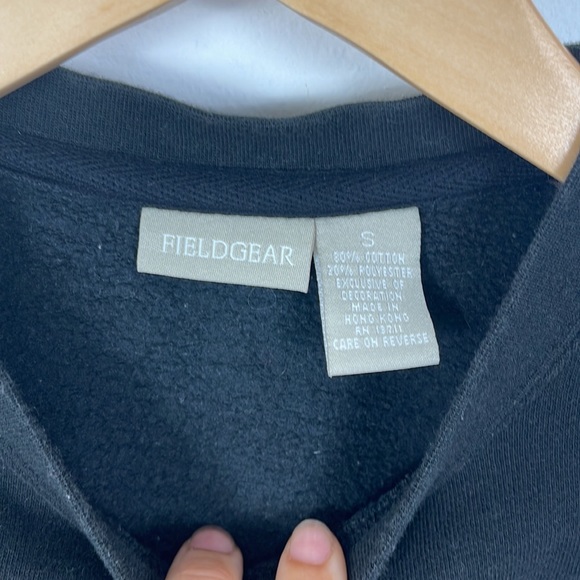 FIELDGEAR
S
80% COTTON
20% POLYESTER
EXCLUSIVE OF
DECORATION
MADE IN
HONG KONG
RN 13711
CARE ON REVERSE